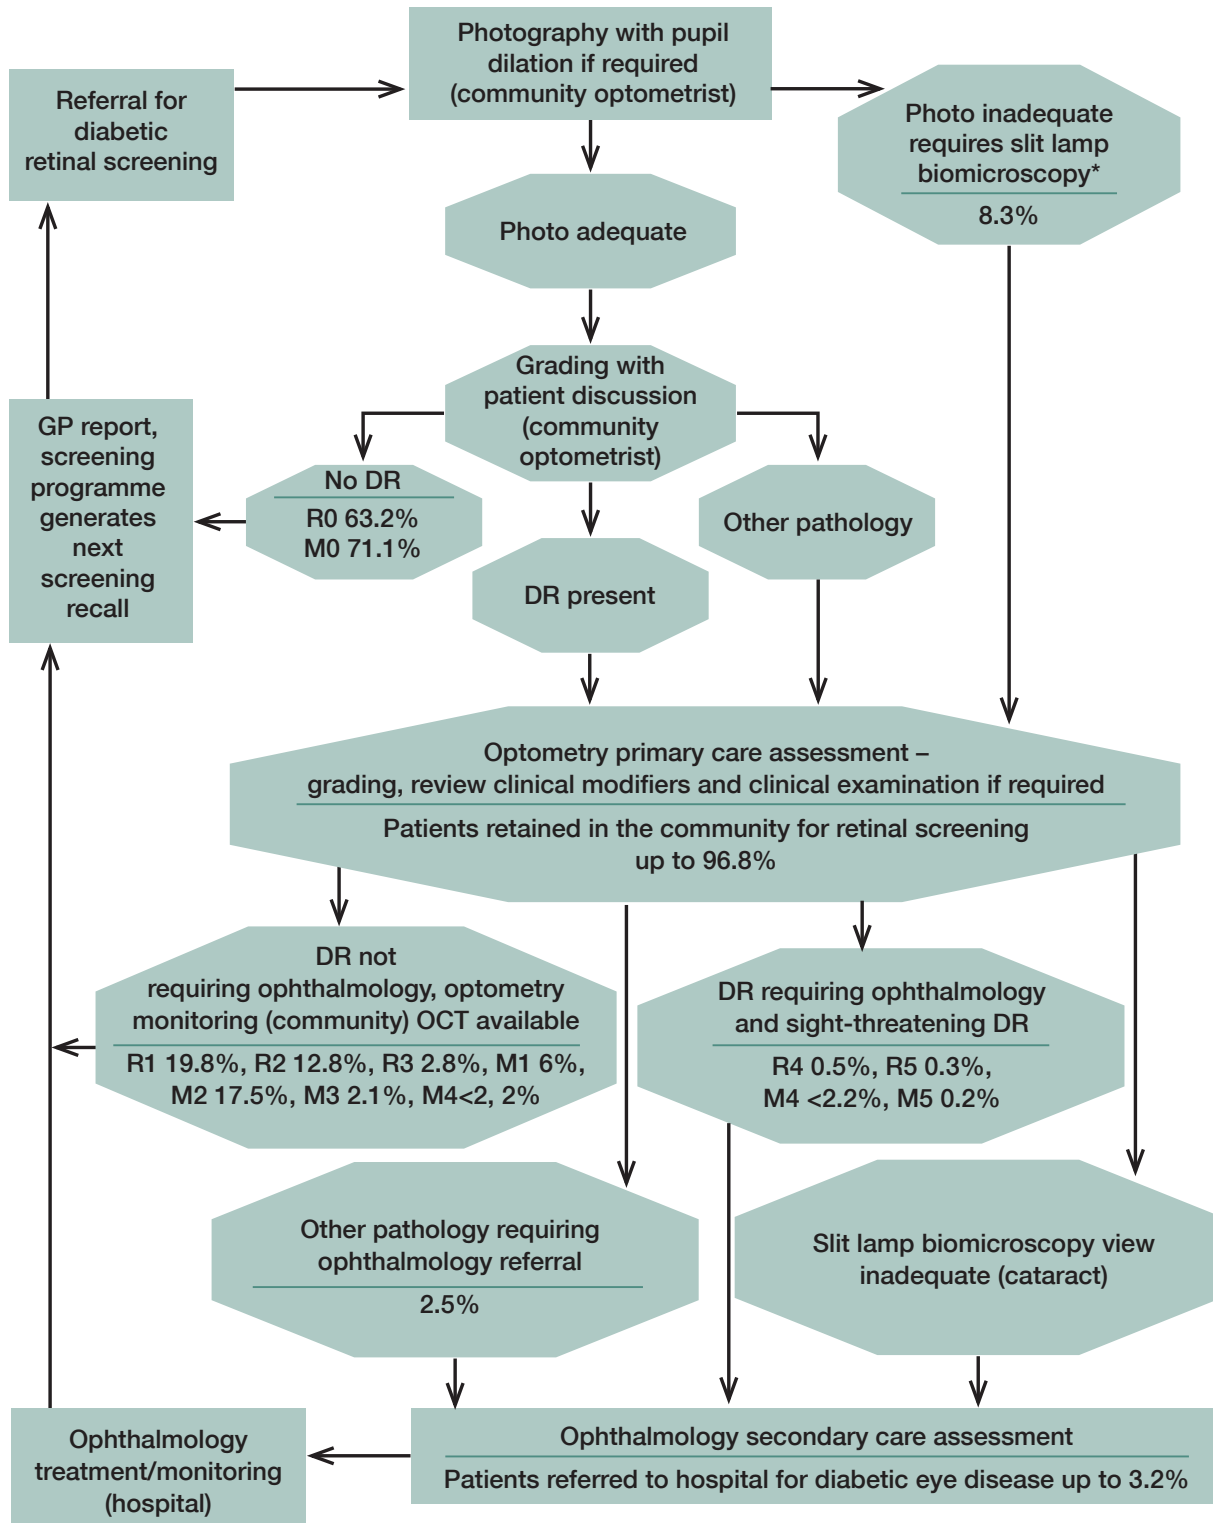 Photography with pupil
dilation if required
(community optometrist)
Referral for
diabetic
retinal screening
Photo inadequate
requires slit lamp
biomicroscopy*
8.3%
Photo adequate
Grading with
patient discussion
(community
optometrist)
GP report,
screening
programme
generates
next
screening
recall
No DR
R0 63.2%
M0 71.1%
Other pathology
DR present
Optometry primary care assessment –
grading, review clinical modifiers and clinical examination if required
Patients retained in the community for retinal screening
up to 96.8%
DR not
requiring ophthalmology, optometry
monitoring (community) OCT available
R1 19.8%, R2 12.8%, R3 2.8%, M1 6%,
M2 17.5%, M3 2.1%, M4<2, 2%
DR requiring ophthalmology
and sight-threatening DR
R4 0.5%, R5 0.3%,
M4 <2.2%, M5 0.2%
Other pathology requiring
ophthalmology referral
2.5%
Slit lamp biomicroscopy view
inadequate (cataract)
Ophthalmology
treatment/monitoring
(hospital)
Ophthalmology secondary care assessment
Patients referred to hospital for diabetic eye disease up to 3.2%